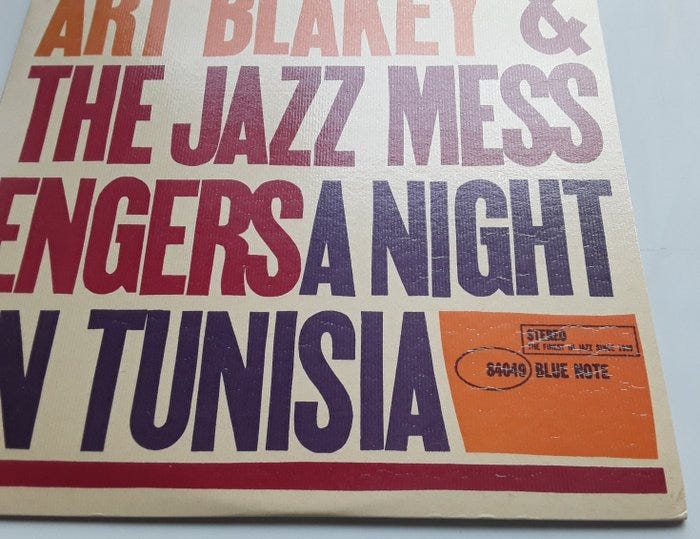 ART BLAKEY &
THE JAZZ MESS
ENGERS A NIGHT
N TUNISIA
STEREO
THE FINEST IN JAZZ SINCE 1939
84049 BLUE NOTE